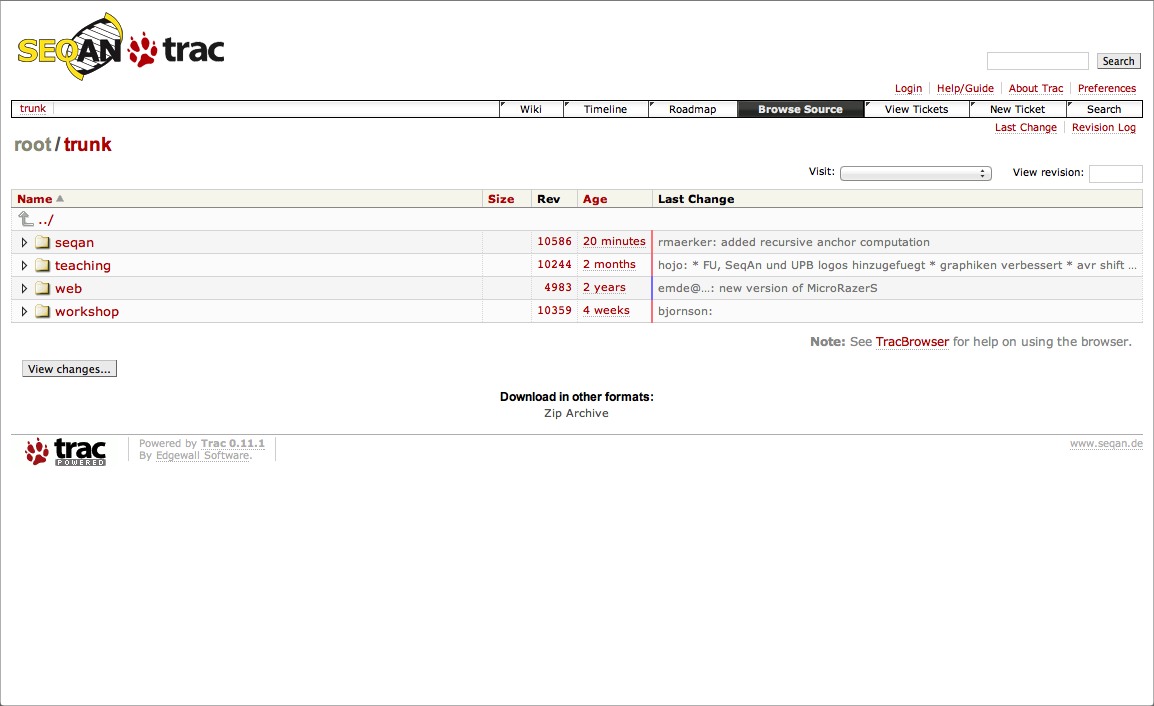 SEQAN trac
Search
Login Help/Guide About Trac Preferences
trunk Wiki Timeline Roadmap Browse Source View Tickets New Ticket Search
Last Change Revision Log
root/trunk
Visit: View revision:
Name Size Rev Age Last Change
../
seqan 10586 20 minutes rmaerker: added recursive anchor computation
teaching 10244 2 months hojo: * FU, SeqAn und UPB logos hinzugefuegt * graphiken verbessert * avr shift ...
web 4983 2 years emde@…: new version of MicroRazerS
workshop 10359 4 weeks bjornson:
Note: See TracBrowser for help on using the browser.
View changes...
Download in other formats:
Zip Archive
trac POWERED
Powered by Trac 0.11.1
By Edgewall Software.
www.seqan.de